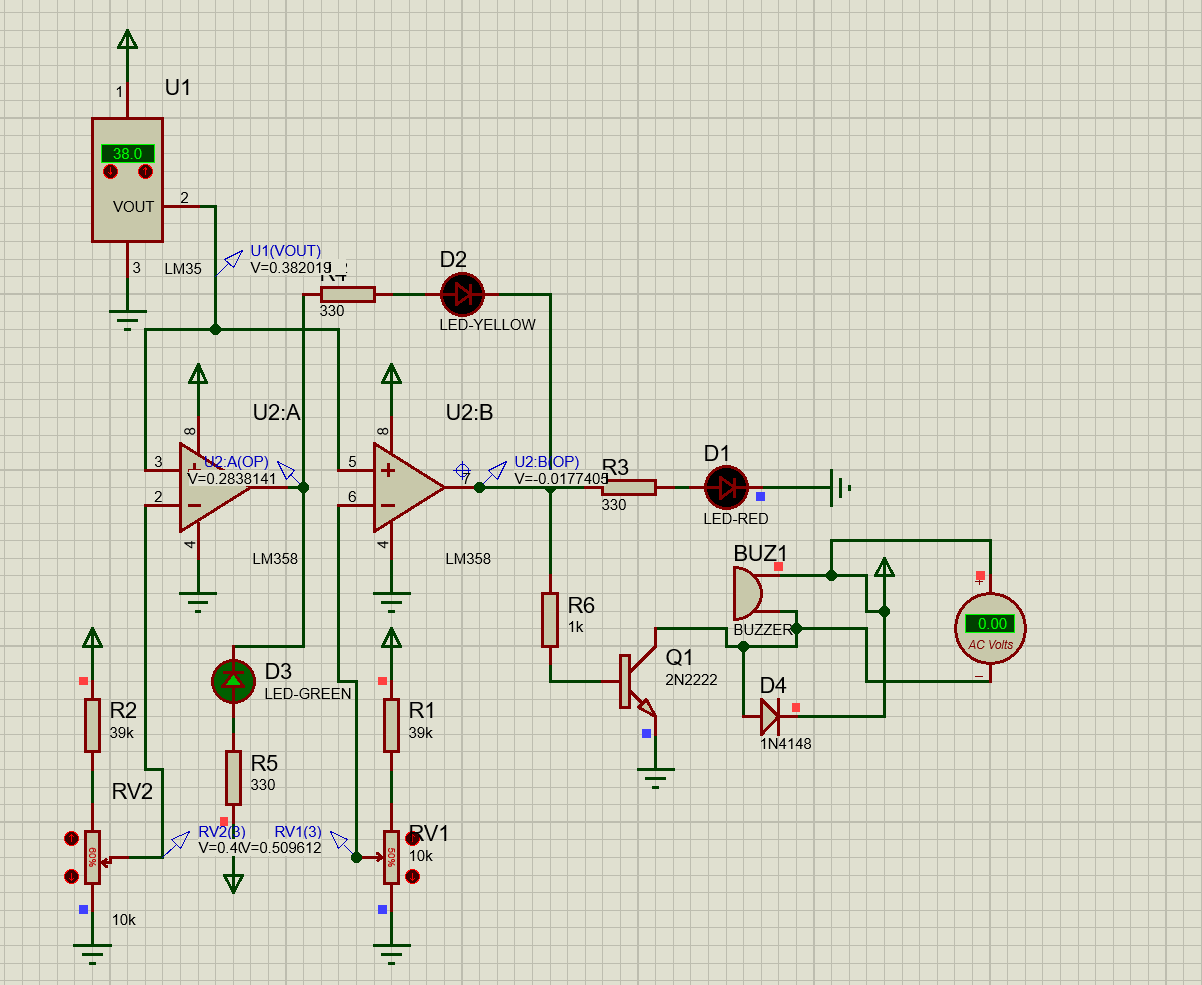 1
U1
38.0
VOUT
2
3
LM35
U1(VOUT)
V=0.382019
330
D2
LED-YELLOW
U2:A
U2:B
8
8
3
2
4
U2:A(OP)
V=0.2838141
LM358
5
6
7
4
U2:B(OP)
V=-0.0177405
LM358
R3
330
D1
LED-RED
BUZ1
BUZZER
+
0.00
AC Volts
R6
1k
Q1
2N2222
D4
1N4148
D3
LED-GREEN
R2
39k
R1
39k
R5
330
RV2
RV2(3)
RV1(3)
V=0.509612
60%
RV1
10k
50%
10k